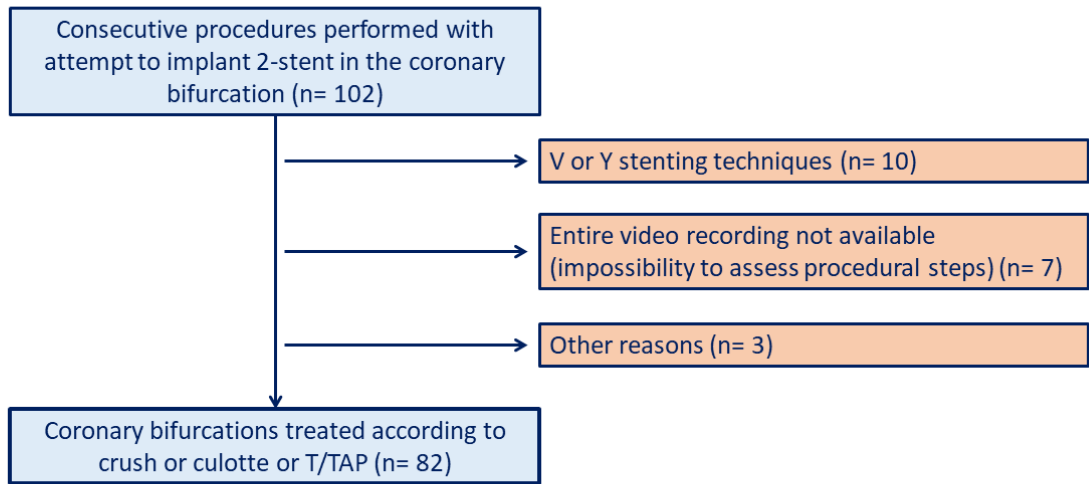 Consecutive procedures performed with
attempt to implant 2-stent in the coronary
bifurcation (n= 102)
V or Y stenting techniques (n= 10)
Entire video recording not available
(impossibility to assess procedural steps) (n= 7)
Other reasons (n= 3)
Coronary bifurcations treated according to
crush or culotte or T/TAP (n= 82)